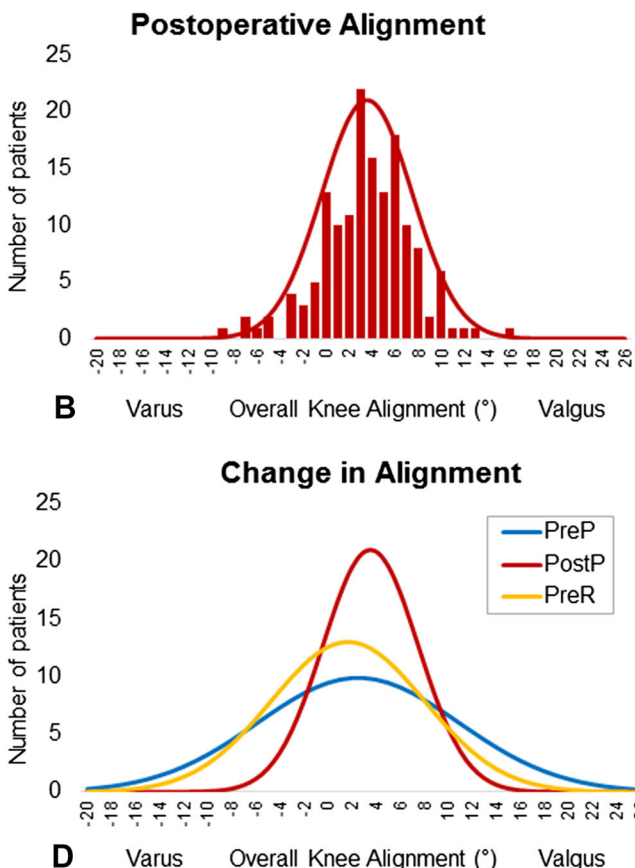 Postoperative Alignment
25
20
15
10
5
0
Number of patients
-20 -18 -16 -14 -12 -10 -8 -6 -4 -2 0 2 4 6 8 10 12 14 16 18 20 22 24 26
B Varus Overall Knee Alignment (°) Valgus
Change in Alignment
25
20
15
10
5
0
Number of patients
PreP
PostP
PreR
-20 -18 -16 -14 -12 -10 -8 -6 -4 -2 0 2 4 6 8 10 12 14 16 18 20 22 24 26
D Varus Overall Knee Alignment (°) Valgus